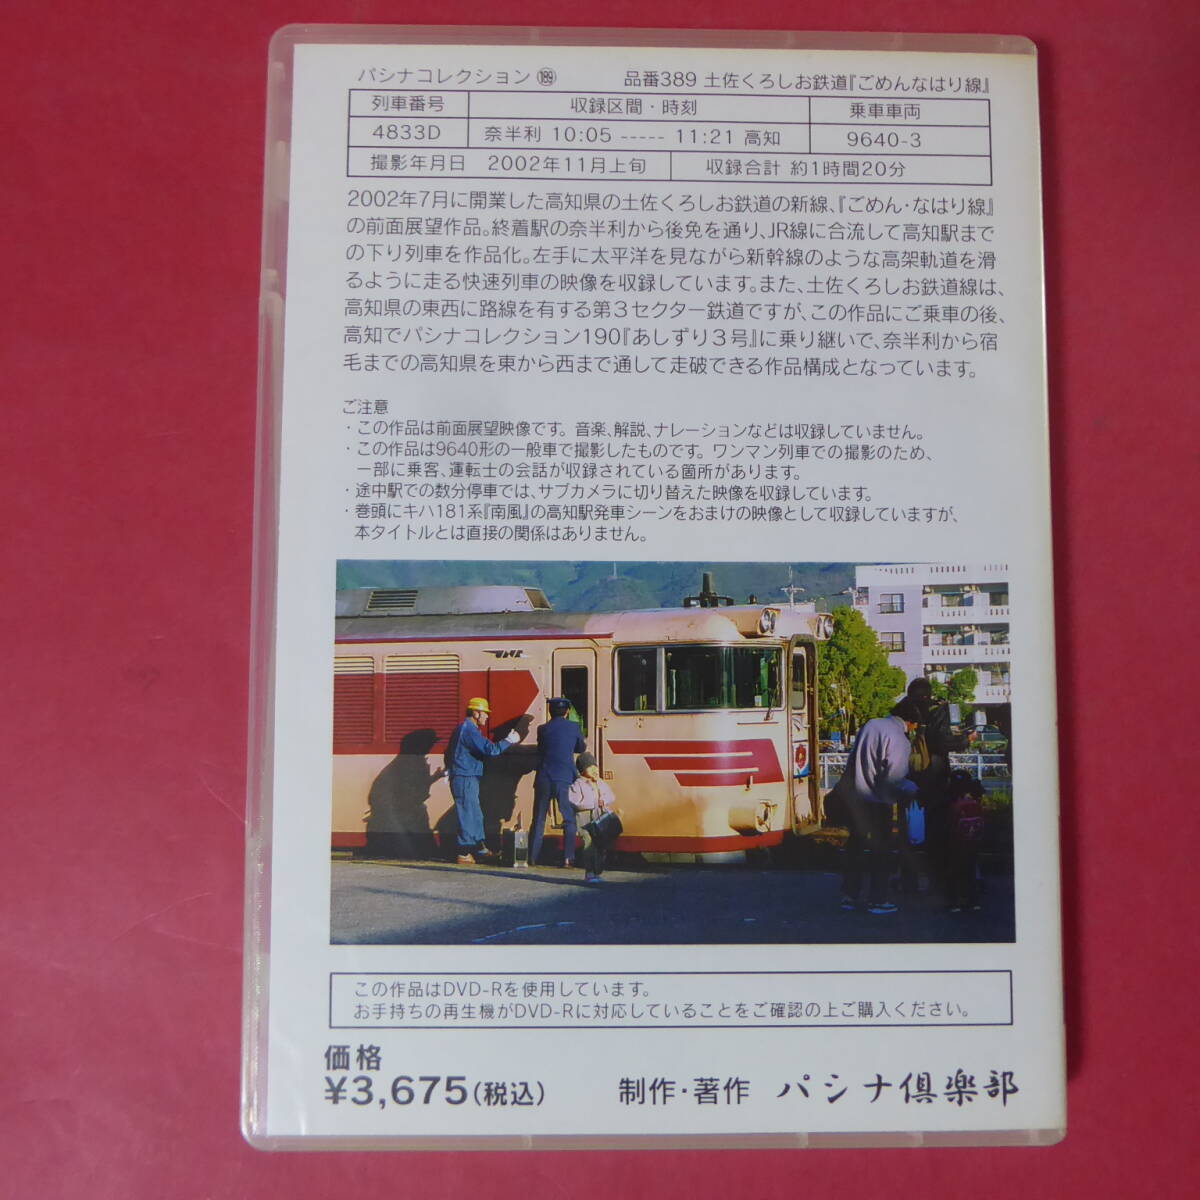 パシナコレクション 189 品番389 土佐くろしお鉄道『ごめんなはり線』
列車番号 収録区間・時刻 乗車車両
4833D 奈半利 10:05 ----- 11:21 高知 9640-3
撮影年月日 2002年11月上旬 収録合計 約1時間20分
2002年7月に開業した高知県の土佐くろしお鉄道の新線、『ごめん・なはり線』
の前面展望作品。終着駅の奈半利から後免を通り、JR線に合流して高知駅まで
の下り列車を作品化。左手に太平洋を見ながら新幹線のような高架軌道を滑
るように走る快速列車の映像を収録しています。また、土佐くろしお鉄道線は、
高知県の東西に路線を有する第3セクター鉄道ですが、この作品にご乗車の後、
高知でパシナコレクション190『あしずり3号』に乗り継いで、奈半利から宿
毛までの高知県を東から西まで通して走破できる作品構成となっています。
ご注意
・この作品は前面展望映像です。音楽、解説、ナレーションなどは収録していません。
・この作品は9640形の一般車で撮影したものです。ワンマン列車での撮影のため、
一部に乗客、運転士の会話が収録されている箇所があります。
・途中駅での数分停車では、サブカメラに切り替えた映像を収録しています。
・巻頭にキハ181系『南風』の高知駅発車シーンをおまけの映像として収録していますが、
本タイトルとは直接の関係はありません。
この作品はDVD-Rを使用しています。
お手持ちの再生機がDVD-Rに対応していることをご確認の上ご購入ください。
価格
¥3,675(税込)
制作・著作 パシナ倶楽部